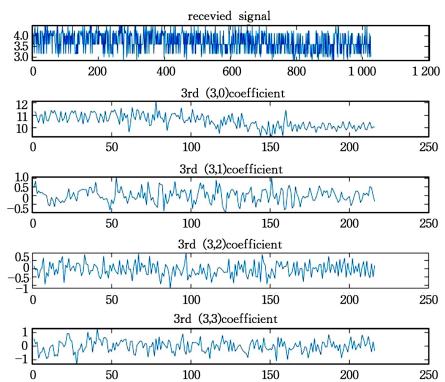 recevied signal
4.0
3.5
3.0
0 200 400 600 800 1 000 1 200
3rd (3,0)coefficient
12
11
10
0 50 100 150 200 250
3rd (3,1)coefficient
1.0
0.5
0
−0.5
0 50 100 150 200 250
3rd (3,2)coefficient
0.5
0
−0.5
−1
0 50 100 150 200 250
3rd (3,3)coefficient
1
0
−1
0 50 100 150 200 250